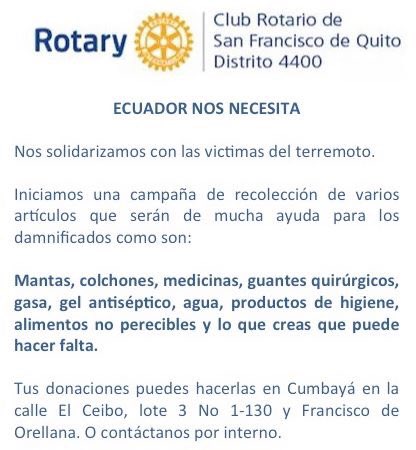 Rotary
Club Rotario de
San Francisco de Quito
Distrito 4400
ECUADOR NOS NECESITA
Nos solidarizamos con las victimas del terremoto.
Iniciamos una campaña de recolección de varios
artículos que serán de mucha ayuda para los
damnificados como son:
Mantas, colchones, medicinas, guantes quirúrgicos,
gasa, gel antiséptico, agua, productos de higiene,
alimentos no perecibles y lo que creas que puede
hacer falta.
Tus donaciones puedes hacerlas en Cumbayá en la
calle El Ceibo, lote 3 No 1-130 y Francisco de
Orellana. O contáctanos por interno.